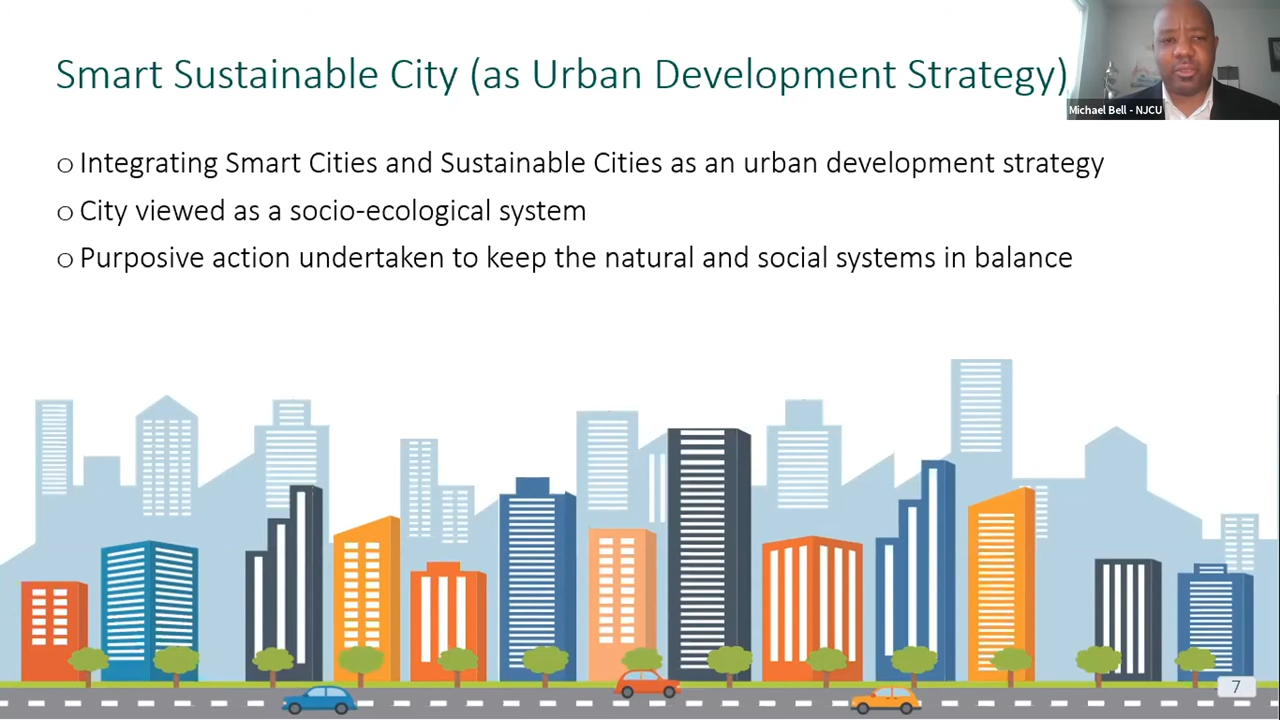 Smart Sustainable City (as Urban Development Strategy)
Michael Bell - NJCU
o Integrating Smart Cities and Sustainable Cities as an urban development strategy
o City viewed as a socio-ecological system
o Purposive action undertaken to keep the natural and social systems in balance
7